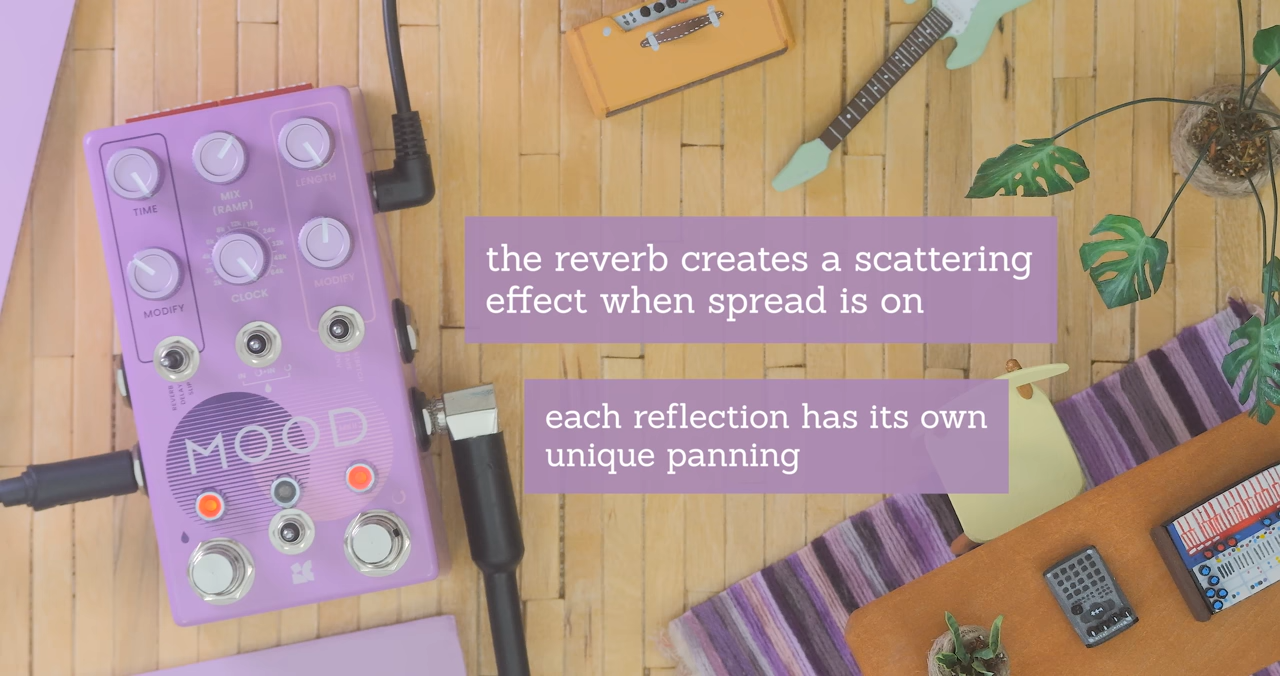 TIME
MIX
(RAMP)
LENGTH
MODIFY
CLOCK
MODIFY
MOOD
the reverb creates a scattering
effect when spread is on
each reflection has its own
unique panning